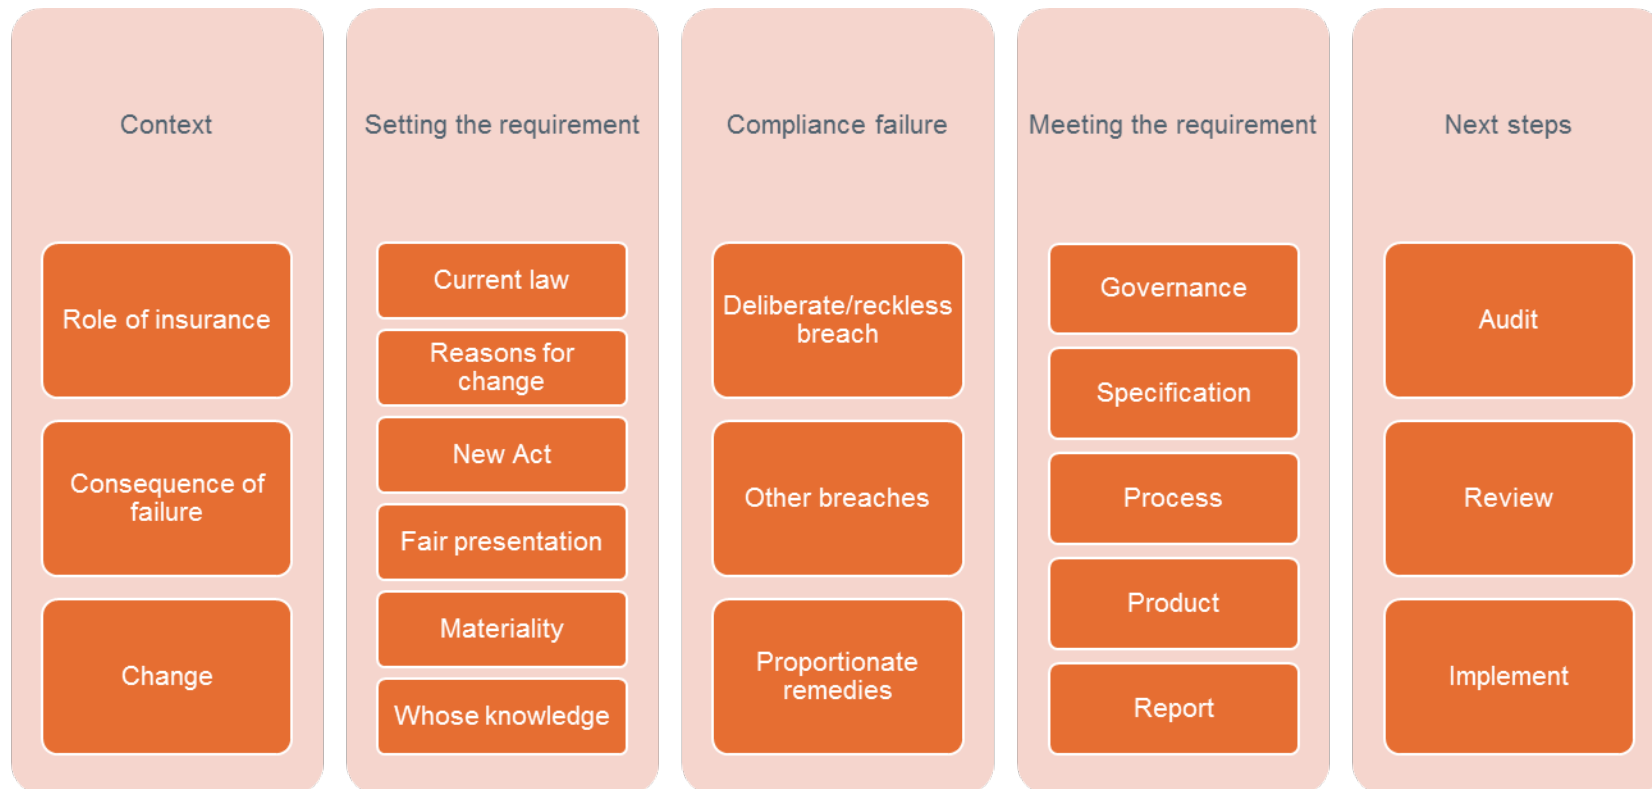 Context
Role of insurance
Consequence of
failure
Change
Setting the requirement
Current law
Reasons for
change
New Act
Fair presentation
Materiality
Whose knowledge
Compliance failure
Deliberate/reckless
breach
Other breaches
Proportionate
remedies
Meeting the requirement
Governance
Specification
Process
Product
Report
Next steps
Audit
Review
Implement